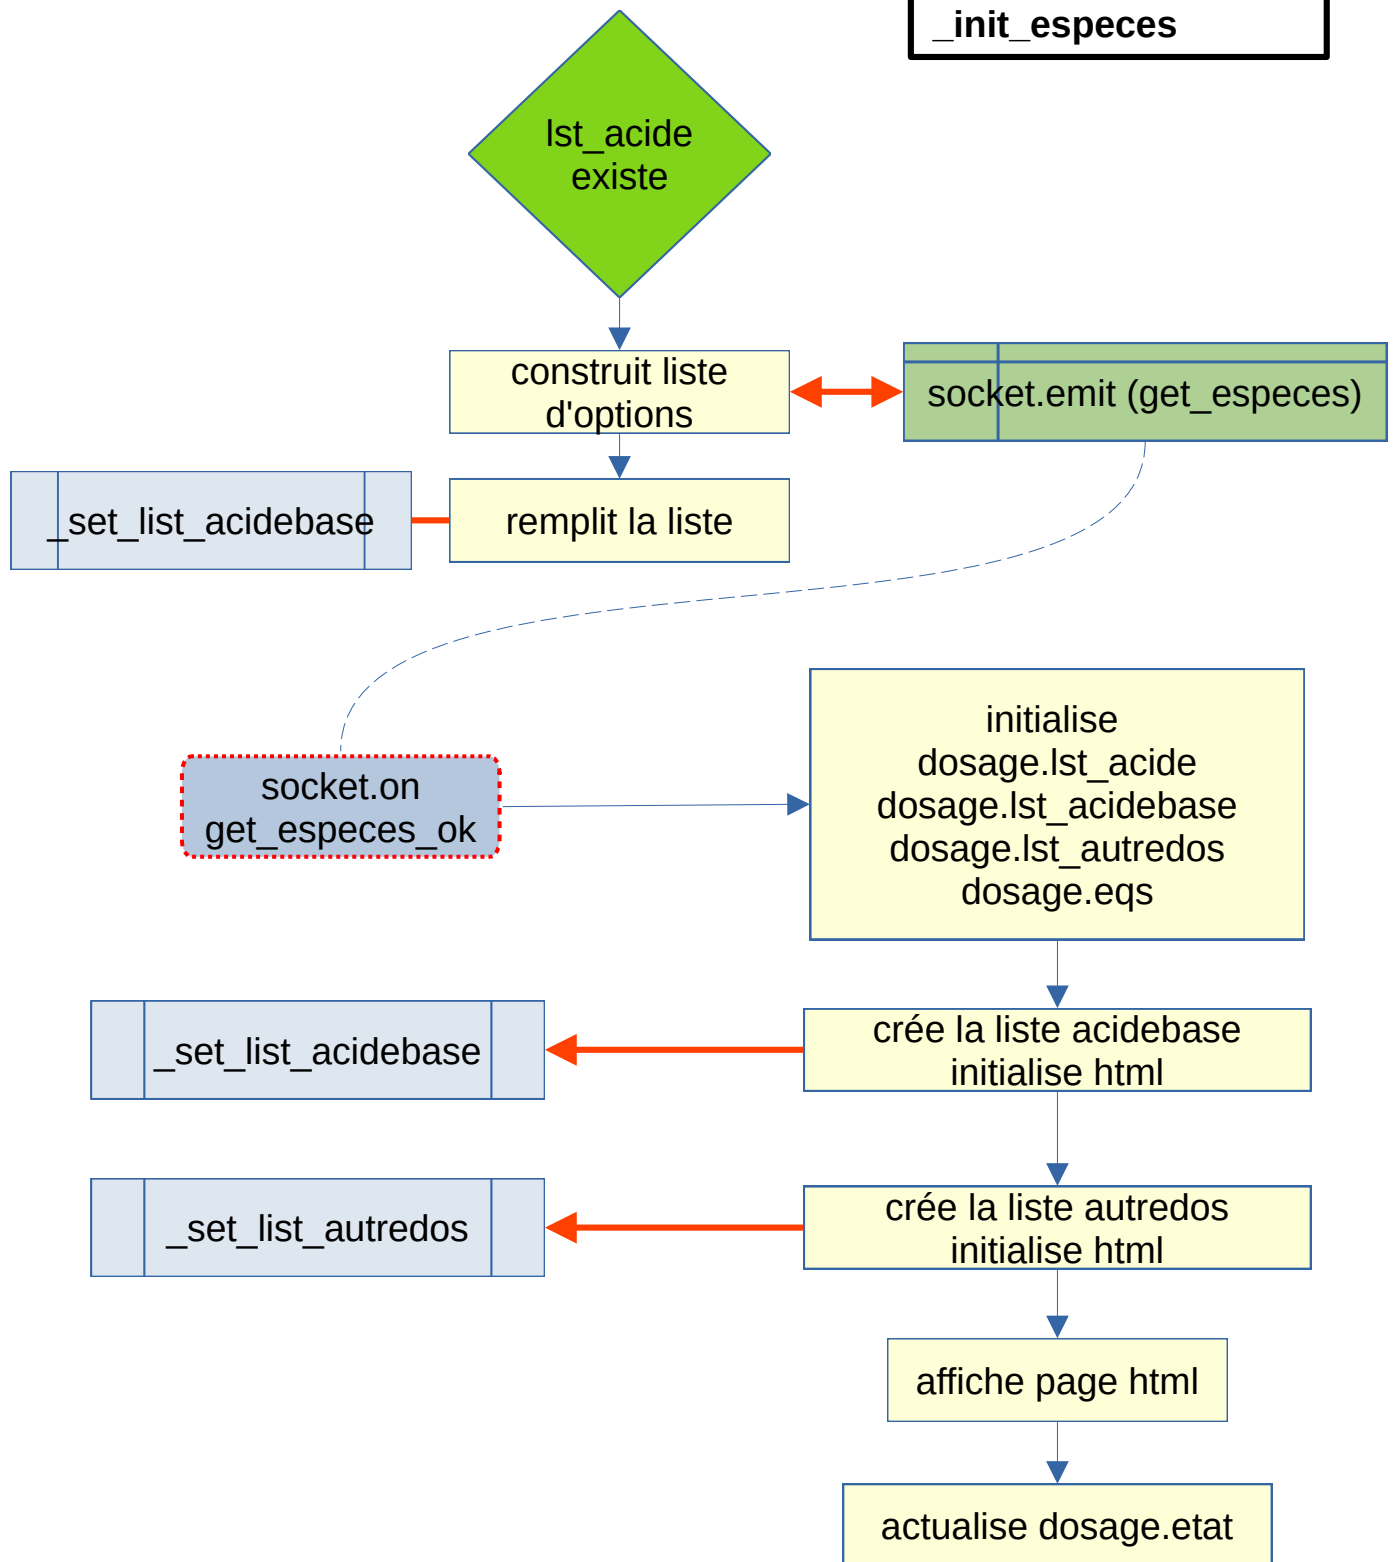 _init_especes
lst_acide
existe
construit liste
d'options
socket.emit (get_especes)
_set_list_acidebase
remplit la liste
socket.on
get_especes_ok
initialise
dosage.lst_acide
dosage.lst_acidebase
dosage.lst_autredos
dosage.eqs
_set_list_acidebase
crée la liste acidebase
initialise html
_set_list_autredos
crée la liste autredos
initialise html
affiche page html
actualise dosage.etat